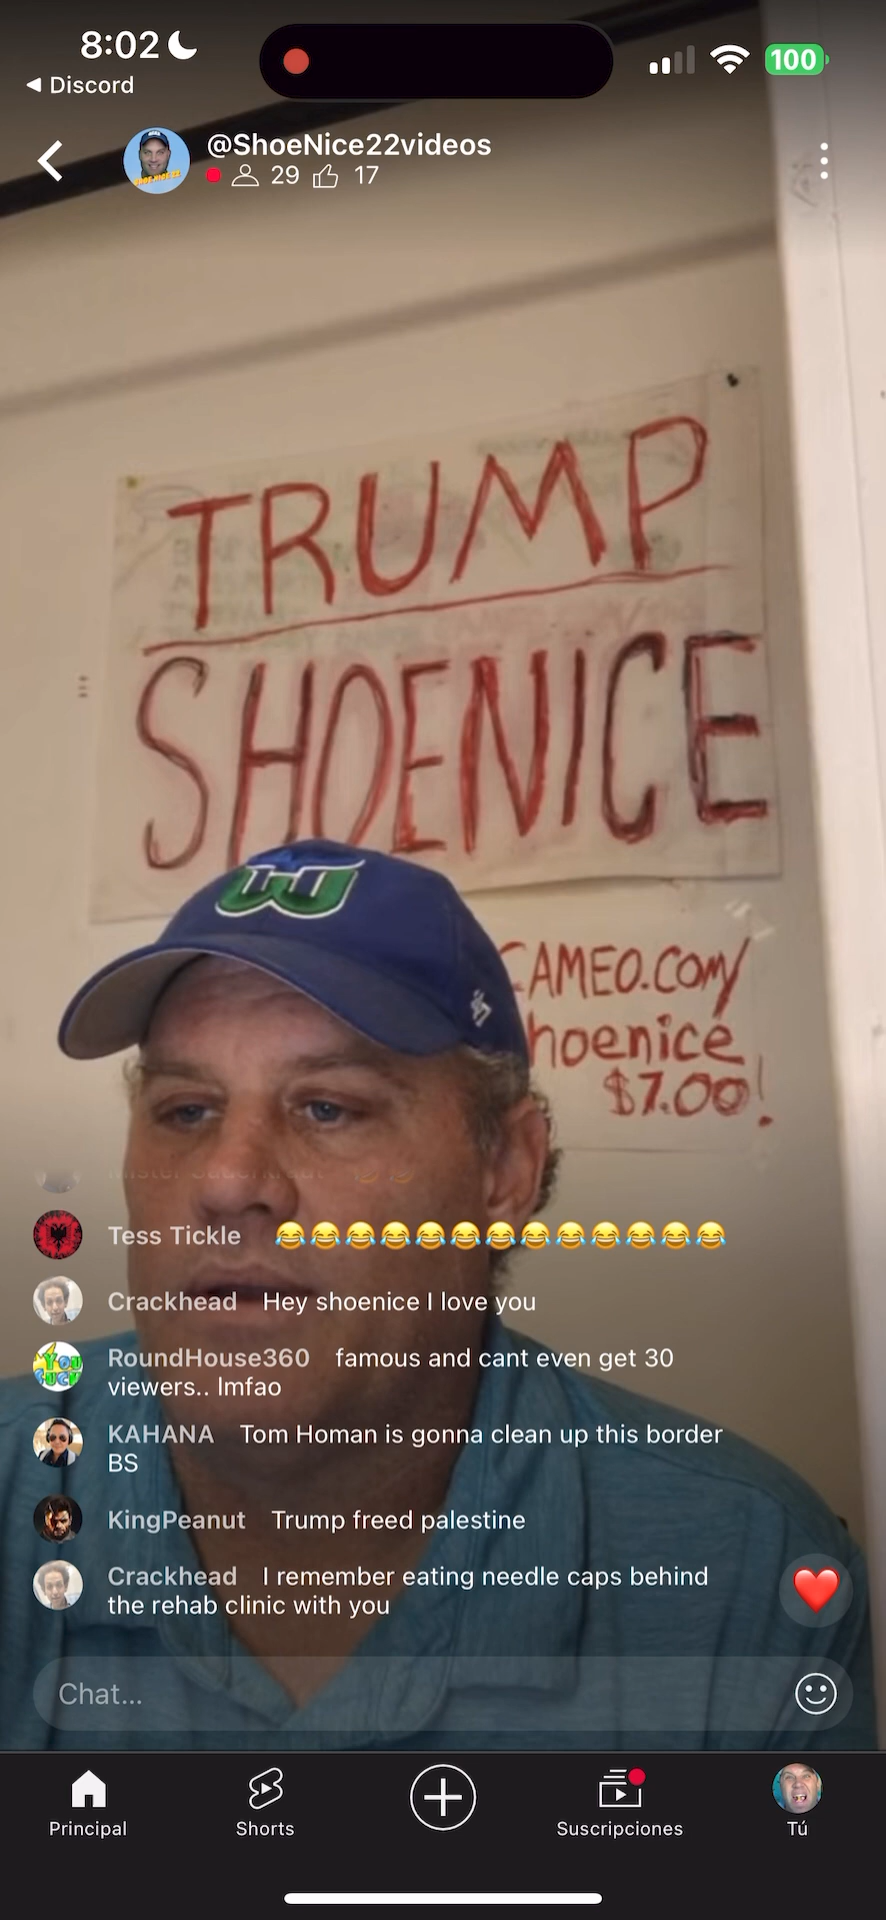 8:02
100
Discord
@ShoeNice22videos
29 17
TRUMP
SHOENICE
CAMEO.COM/
hoenice
$7.00!
Tess Tickle 😂😂😂😂😂😂😂😂😂😂😂😂😂
Crackhead Hey shoenice I love you
RoundHouse360 famous and cant even get 30
viewers.. lmfao
KAHANA Tom Homan is gonna clean up this border
BS
KingPeanut Trump freed palestine
Crackhead I remember eating needle caps behind
the rehab clinic with you
Chat...
Principal
Shorts
Suscripciones
Tú